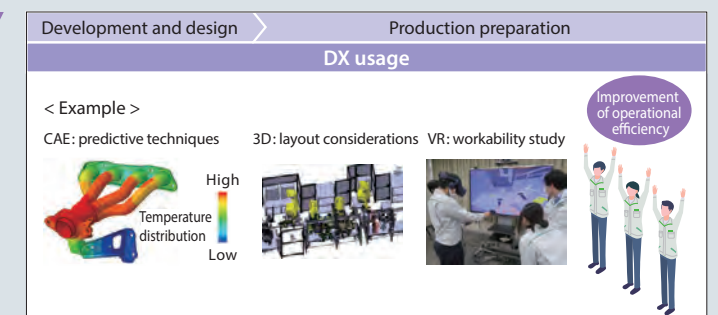 Development and design
Production preparation
DX usage
< Example >
CAE: predictive techniques
3D: layout considerations
VR: workability study
High
Temperature
distribution
Low
Improvement
of operational
efficiency